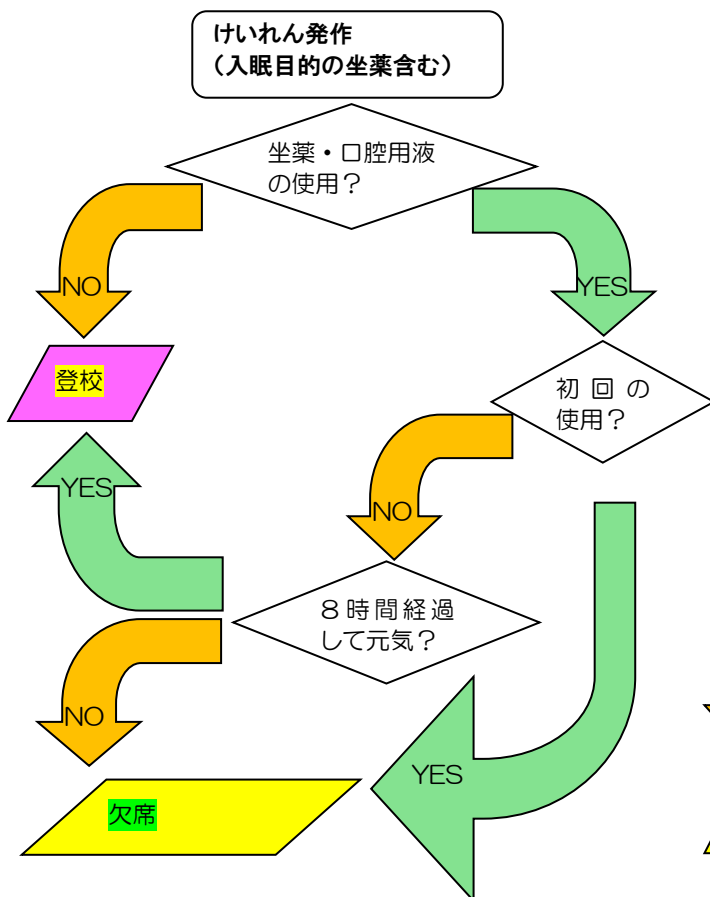 けいれん発作
（入眠目的の坐薬含む）
坐薬・口腔用液
の使用？
NO
YES
登校
初回の
使用？
YES
NO
８時間経過
して元気？
NO
YES
欠席